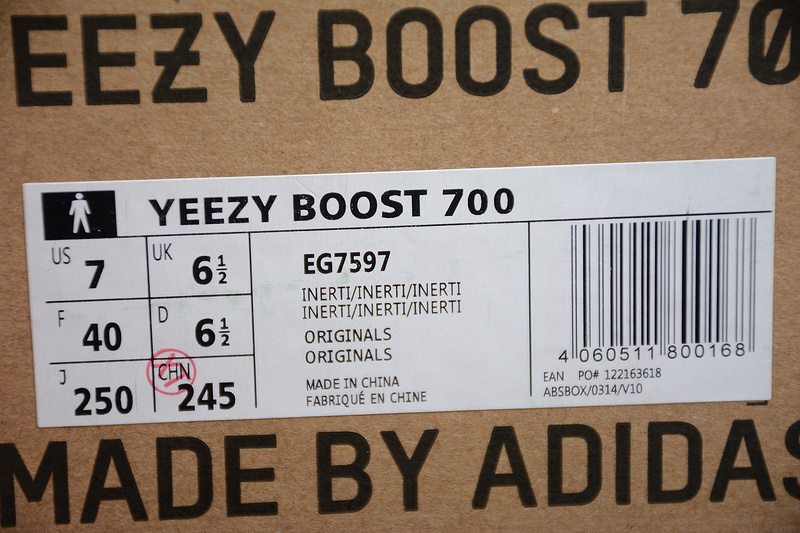 EEZY BOOST 70
YEEZY BOOST 700
US 7 UK 6½
F 40 D 6½
J 250 CHN 245
EG7597
INERTI/INERTI/INERTI
INERTI/INERTI/INERTI
ORIGINALS
ORIGINALS
MADE IN CHINA
FABRIQUÉ EN CHINE
4 060511 800168
EAN PO# 122163618
ABSBOX/0314/V10
MADE BY ADIDAS